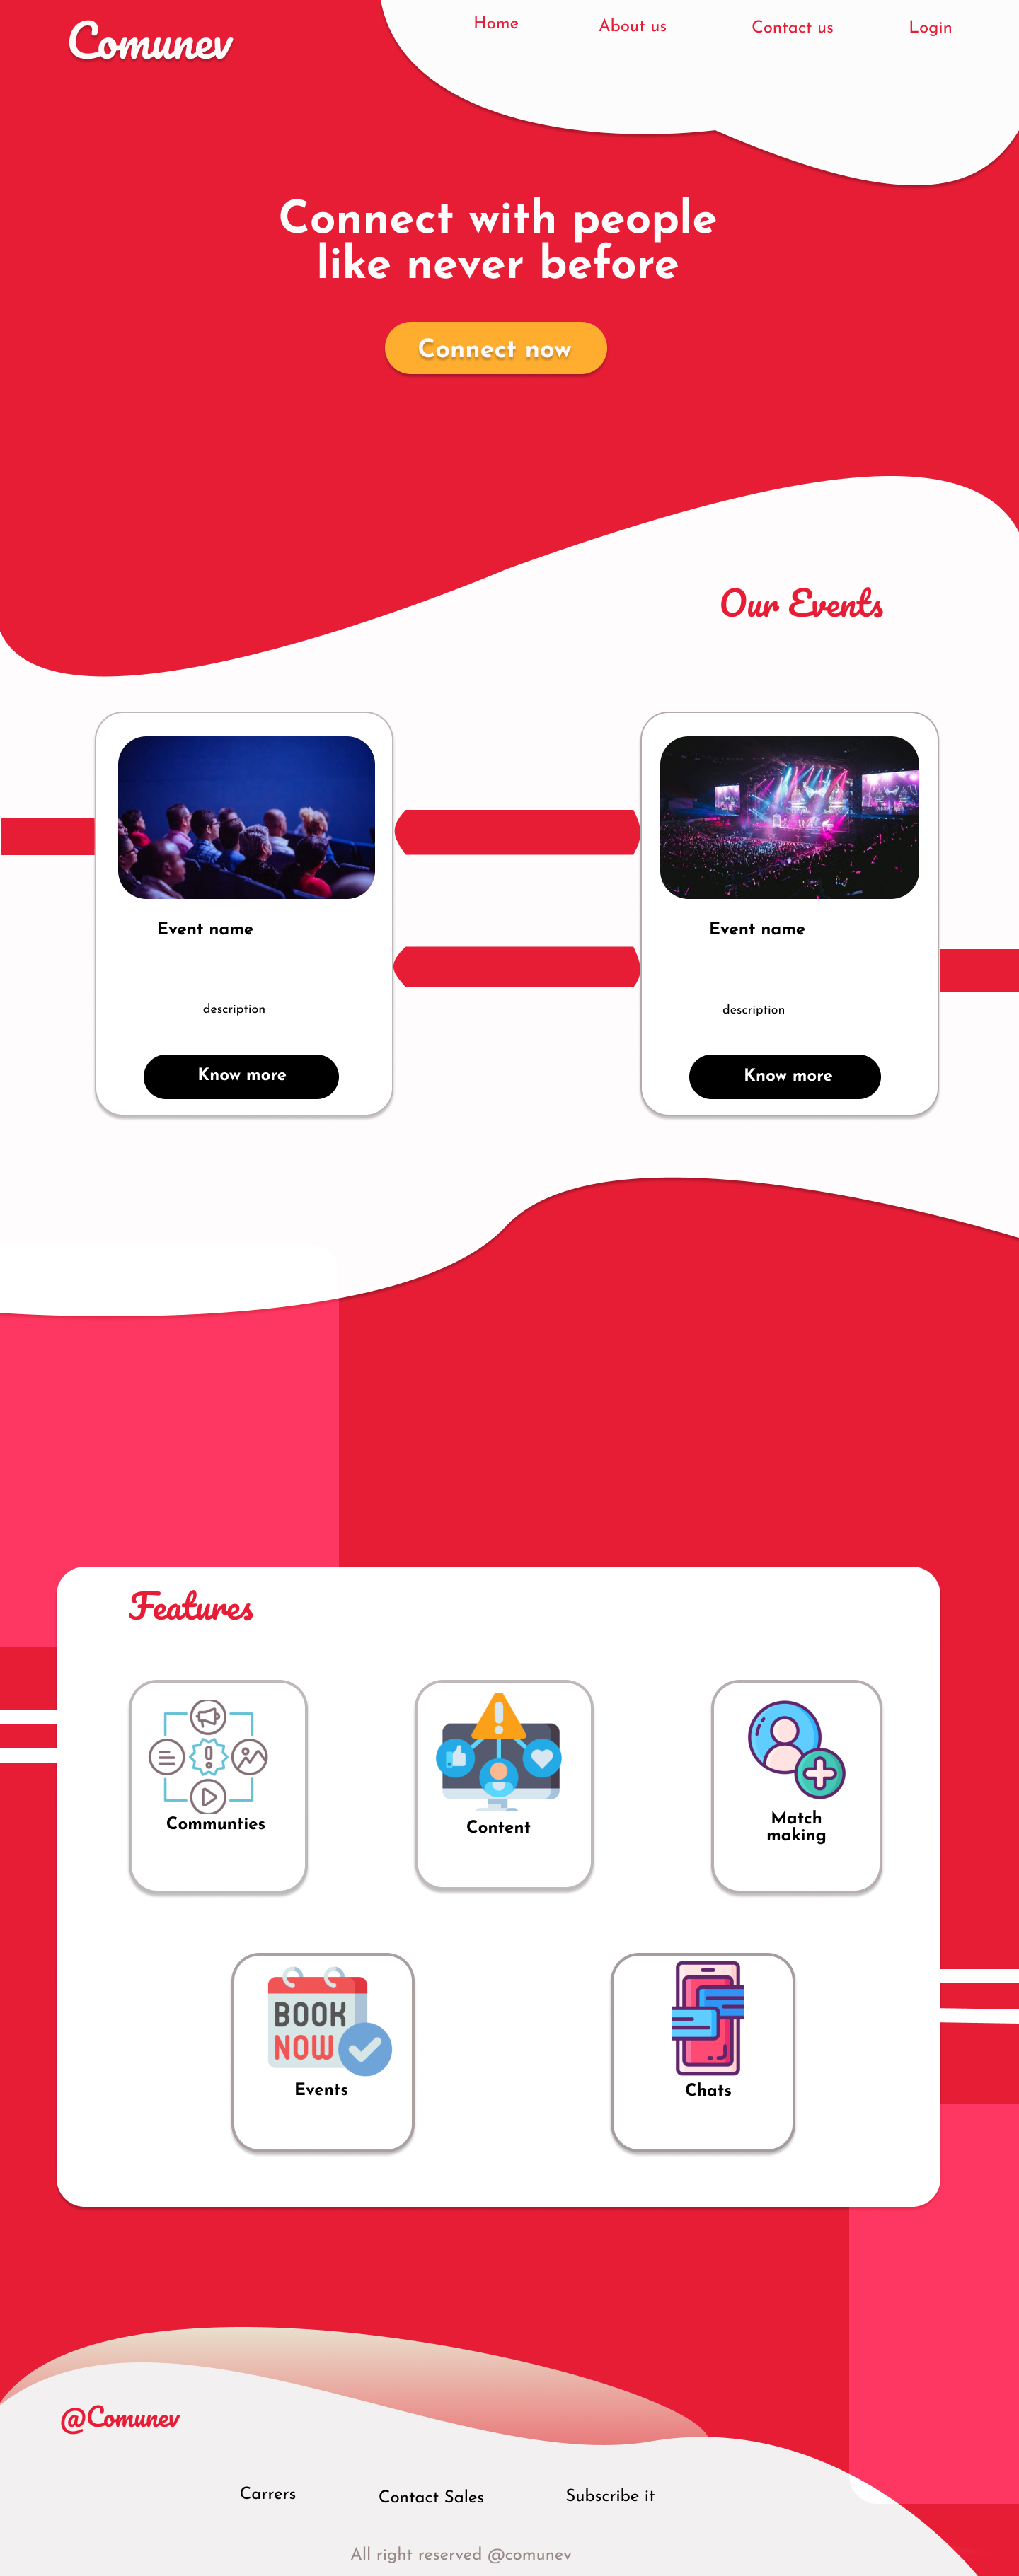 Comunev
Home
About us
Contact us
Login
Connect with people
like never before
Connect now
Our Events
Event name
description
Know more
Event name
description
Know more
Features
Communties
Content
Match
making
BOOK
NOW
Events
Chats
@Comunev
Carrers
Contact Sales
Subscribe it
All right reserved @comunev